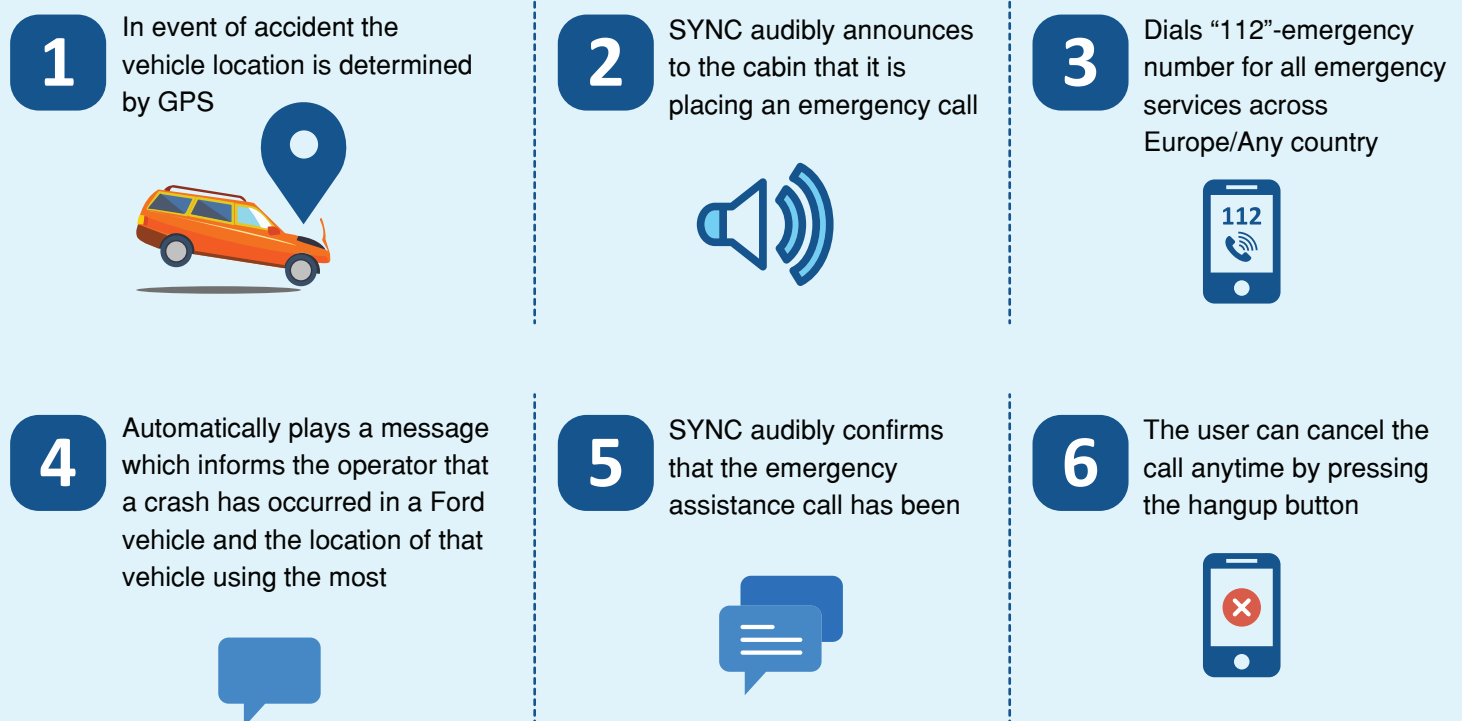 1
In event of accident the
vehicle location is determined
by GPS
2
SYNC audibly announces
to the cabin that it is
placing an emergency call
3
Dials “112”-emergency
number for all emergency
services across
Europe/Any country
112
4
Automatically plays a message
which informs the operator that
a crash has occurred in a Ford
vehicle and the location of that
vehicle using the most
5
SYNC audibly confirms
that the emergency
assistance call has been
6
The user can cancel the
call anytime by pressing
the hangup button